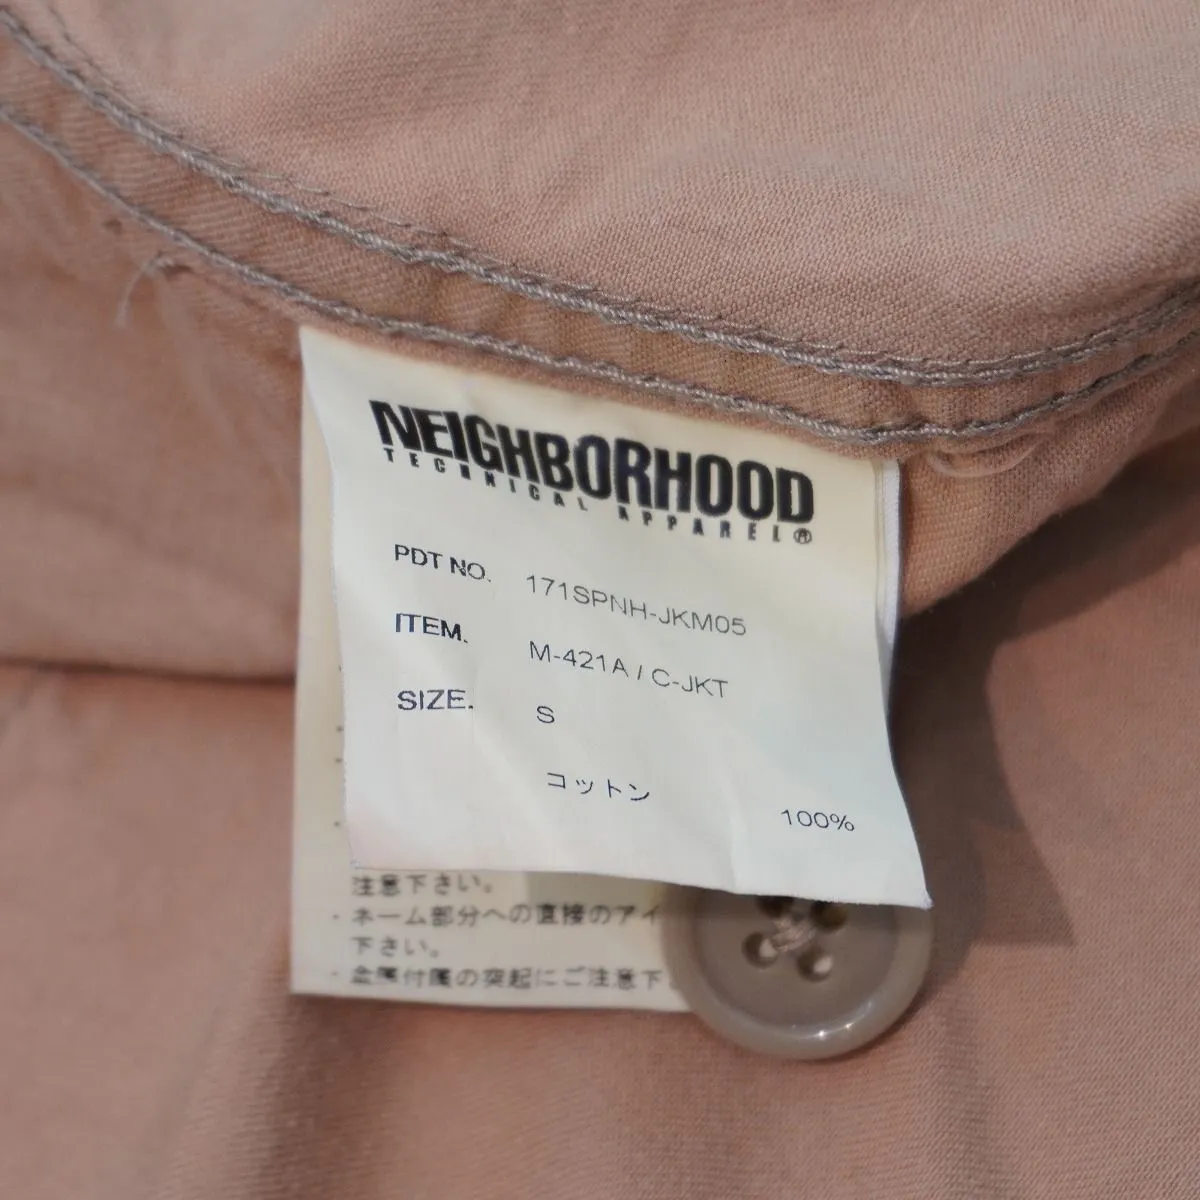 NEIGHBORHOOD
TECHNICAL APPAREL®
PDT NO. 171SPNH-JKM05
ITEM. M-421A / C-JKT
SIZE. S
コットン 100%
注意下さい。
・ネーム部分への直接のアイ
下さい。
・金属付属の突起にご注意下